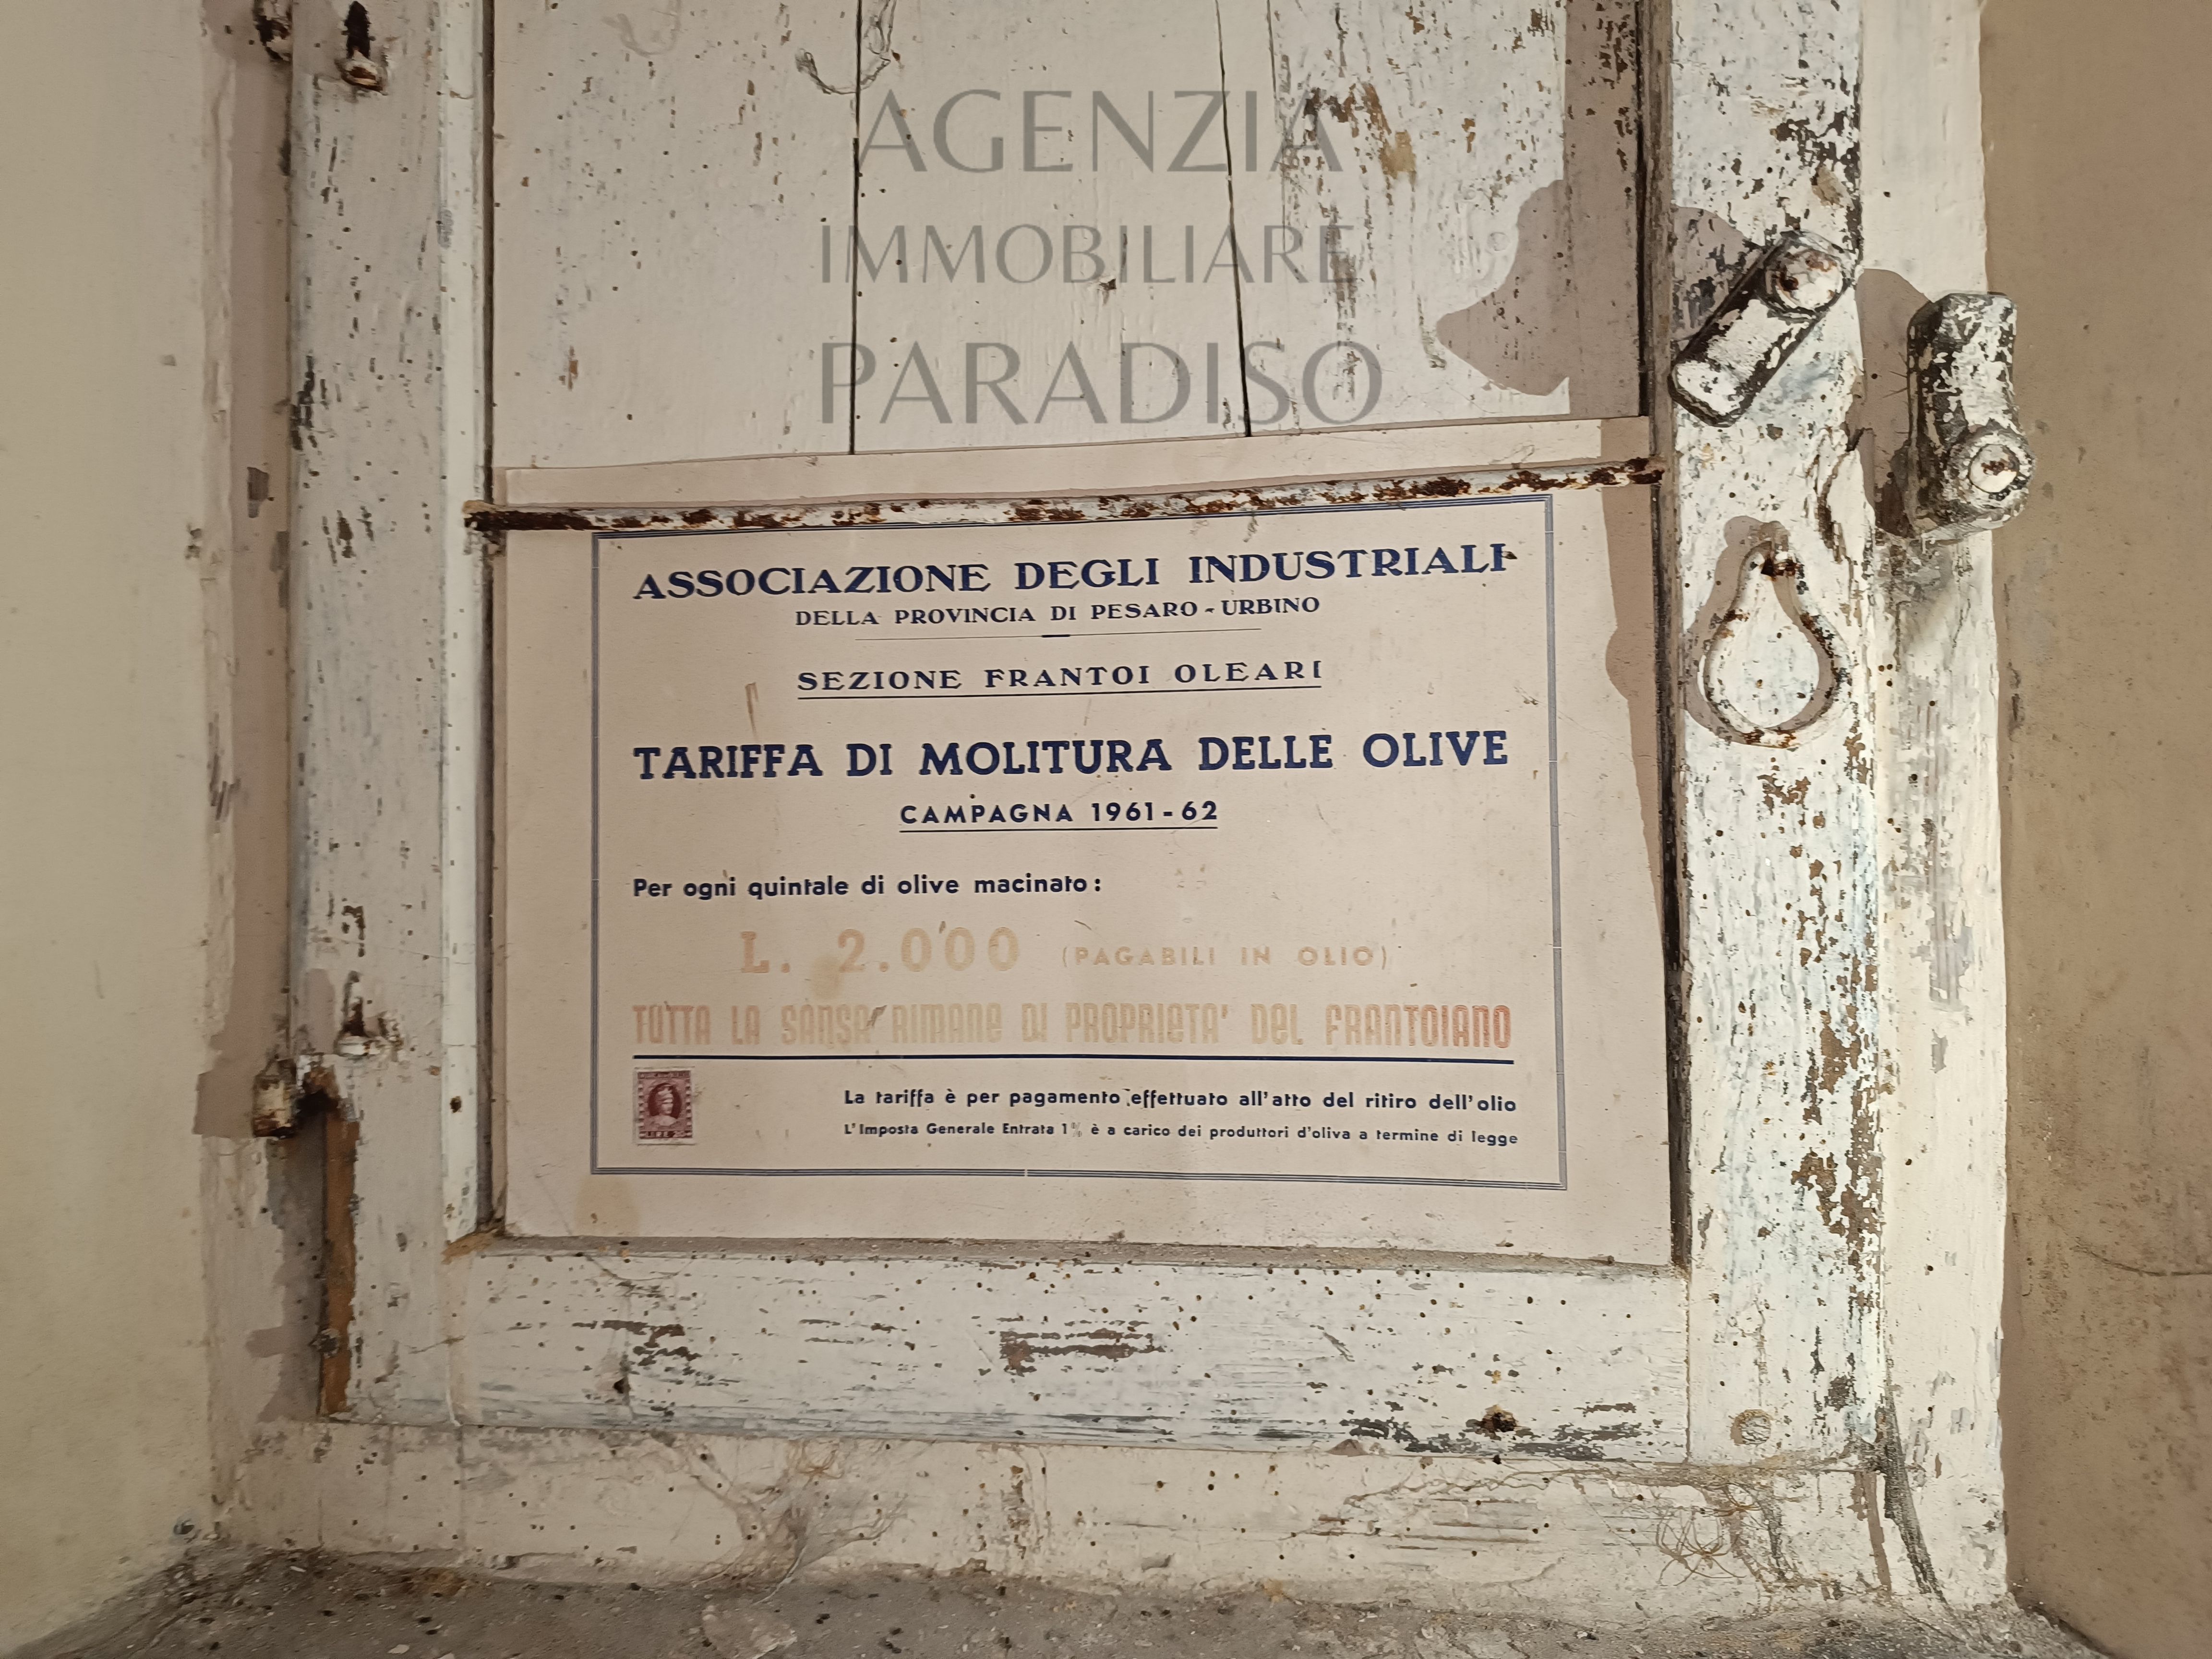 AGENZIA
IMMOBILIARE
PARADISO
ASSOCIAZIONE DEGLI INDUSTRIALI
DELLA PROVINCIA DI PESARO - URBINO
SEZIONE FRANTOI OLEARI
TARIFFA DI MOLITURA DELLE OLIVE
CAMPAGNA 1961-62
Per ogni quintale di olive macinato:
L. 2.000 (PAGABILI IN OLIO)
TUTTA LA SANSA RIMANE DI PROPRIETA' DEL FRANTOIANO
La tariffa è per pagamento effettuato all'atto del ritiro dell'olio
L'Imposta Generale Entrata 1% è a carico dei produttori d'oliva a termine di legge